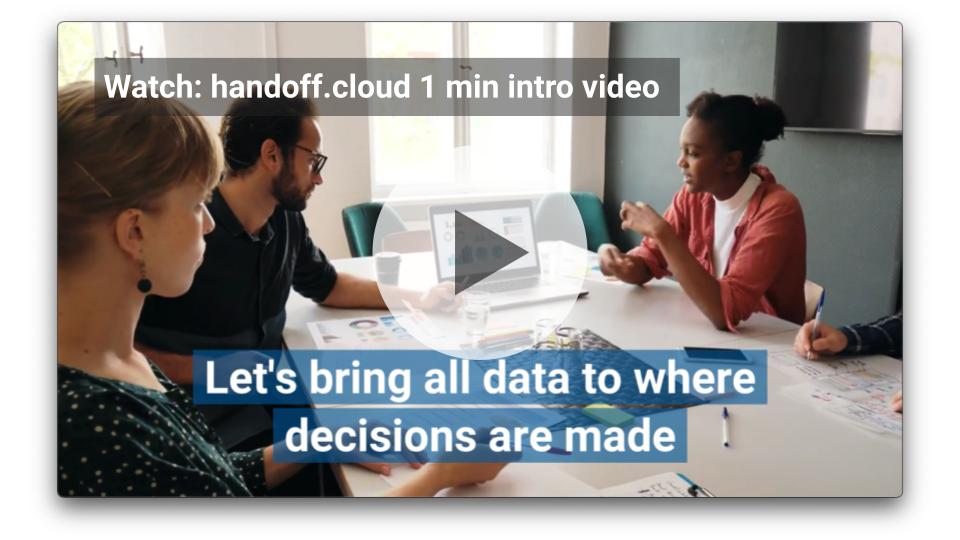 Watch: handoff.cloud 1 min intro video
Let's bring all data to where
decisions are made